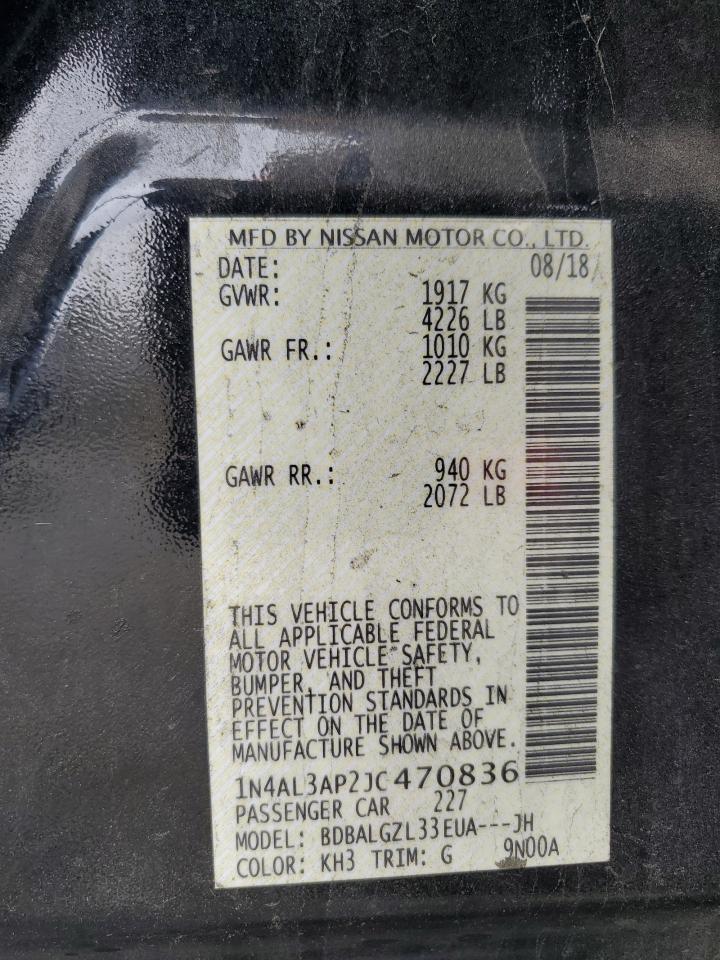 MFD BY NISSAN MOTOR CO., LTD.
DATE: 08/18
GVWR: 1917 KG
4226 LB
GAWR FR.: 1010 KG
2227 LB
GAWR RR.: 940 KG
2072 LB
THIS VEHICLE CONFORMS TO
ALL APPLICABLE FEDERAL
MOTOR VEHICLE SAFETY,
BUMPER, AND THEFT
PREVENTION STANDARDS IN
EFFECT ON THE DATE OF
MANUFACTURE SHOWN ABOVE.
1N4AL3AP2JC470836
PASSENGER CAR 227
MODEL: BDBALGZL33EUA---JH
COLOR: KH3 TRIM: G 9N00A